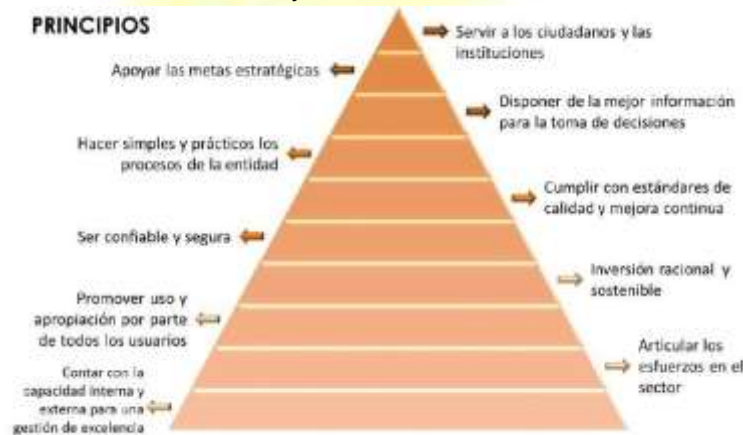 PRINCIPIOS
Servir a los ciudadanos y las
instituciones
Apoyar las metas estratégicas
Disponer de la mejor información
para la toma de decisiones
Hacer simples y prácticos los
procesos de la entidad
Cumplir con estándares de
calidad y mejora continua
Ser confiable y segura
Inversión racional y
sostenible
Promover uso y
apropiación por parte
de todos los usuarios
Articular los
esfuerzos en el
sector
Contar con la
capacidad interna y
externa para una
gestión de excelencia